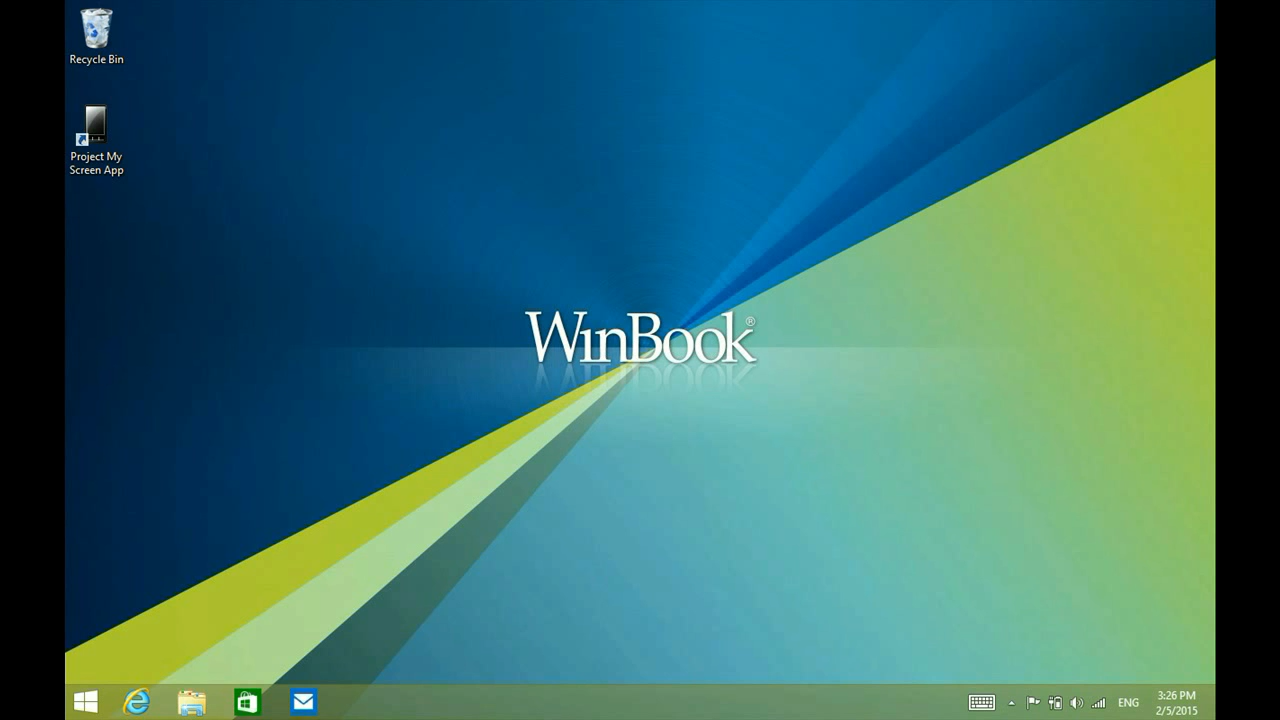 Recycle Bin
Project My
Screen App
WinBook®
ENG
3:26 PM
2/5/2015